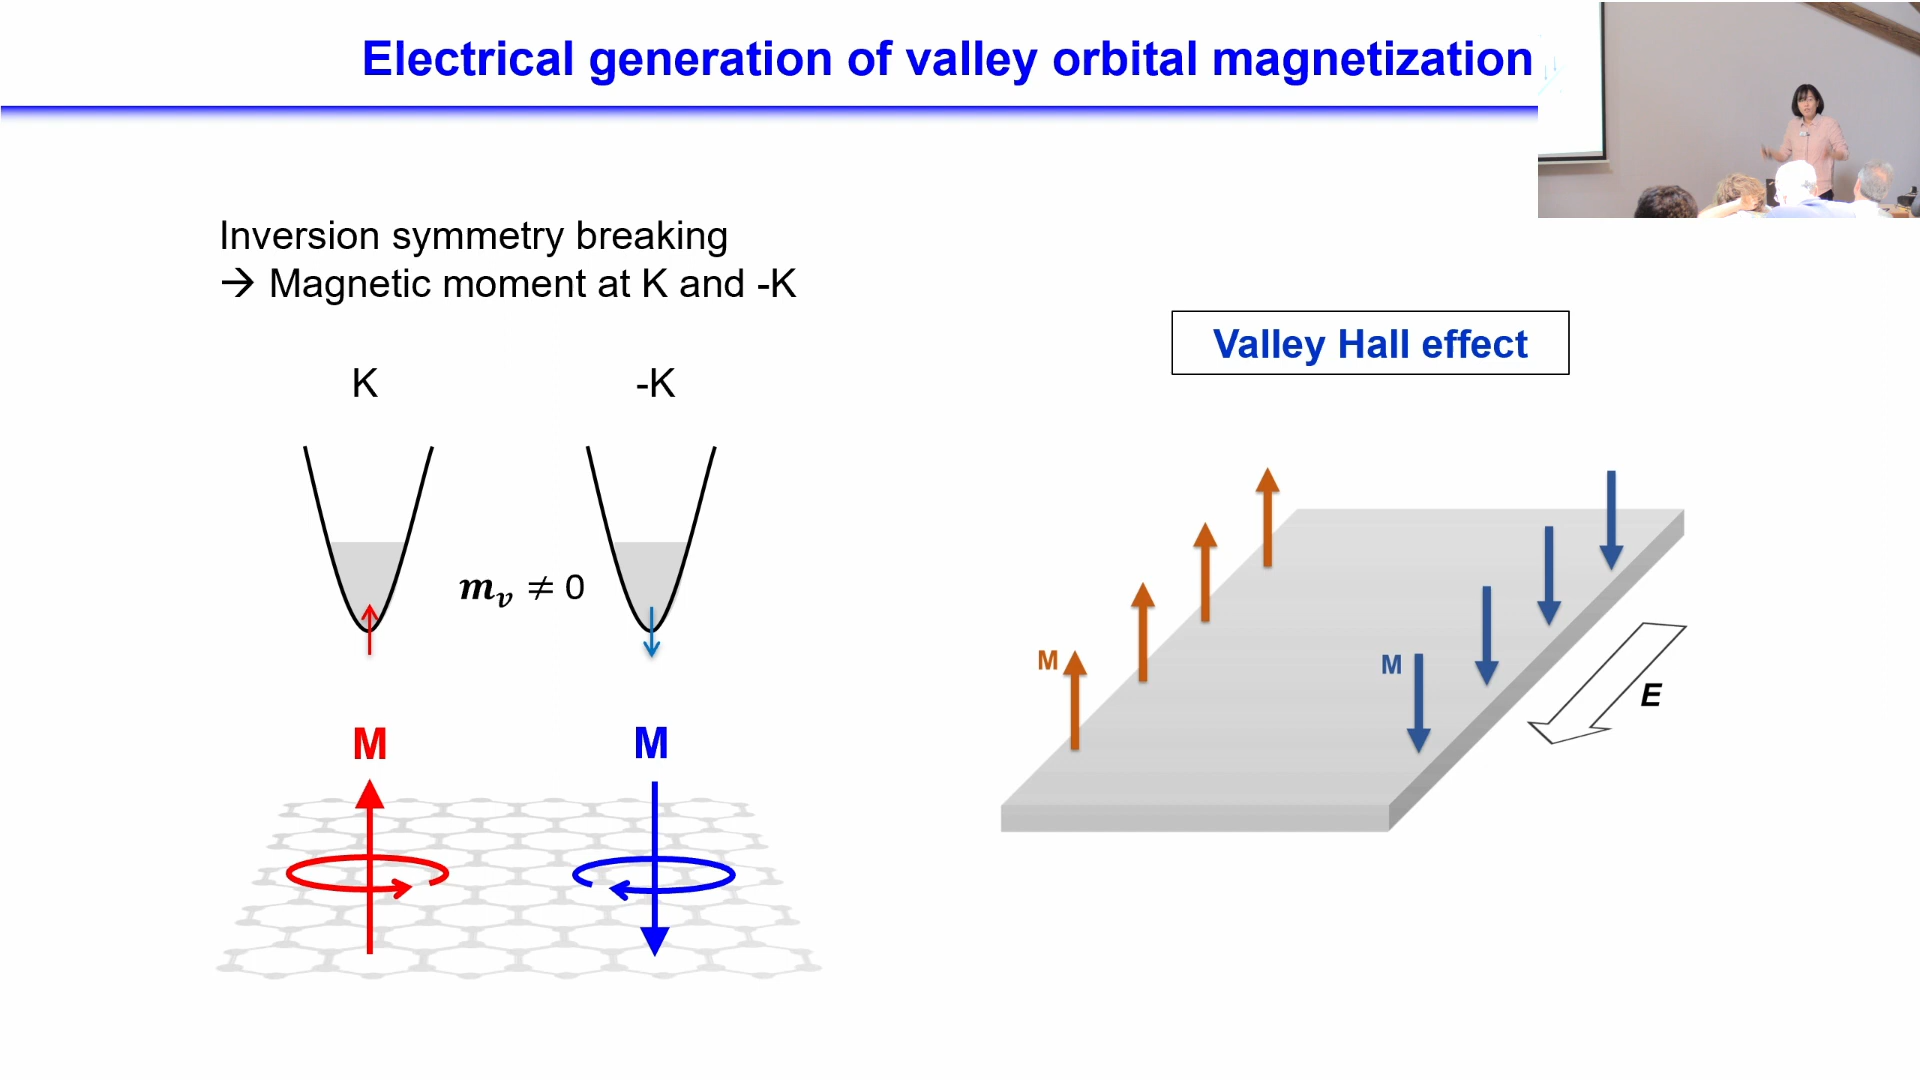 Electrical generation of valley orbital magnetization
Inversion symmetry breaking
→ Magnetic moment at K and -K
K
-K
m_v ≠ 0
M
M
Valley Hall effect
M
M
E